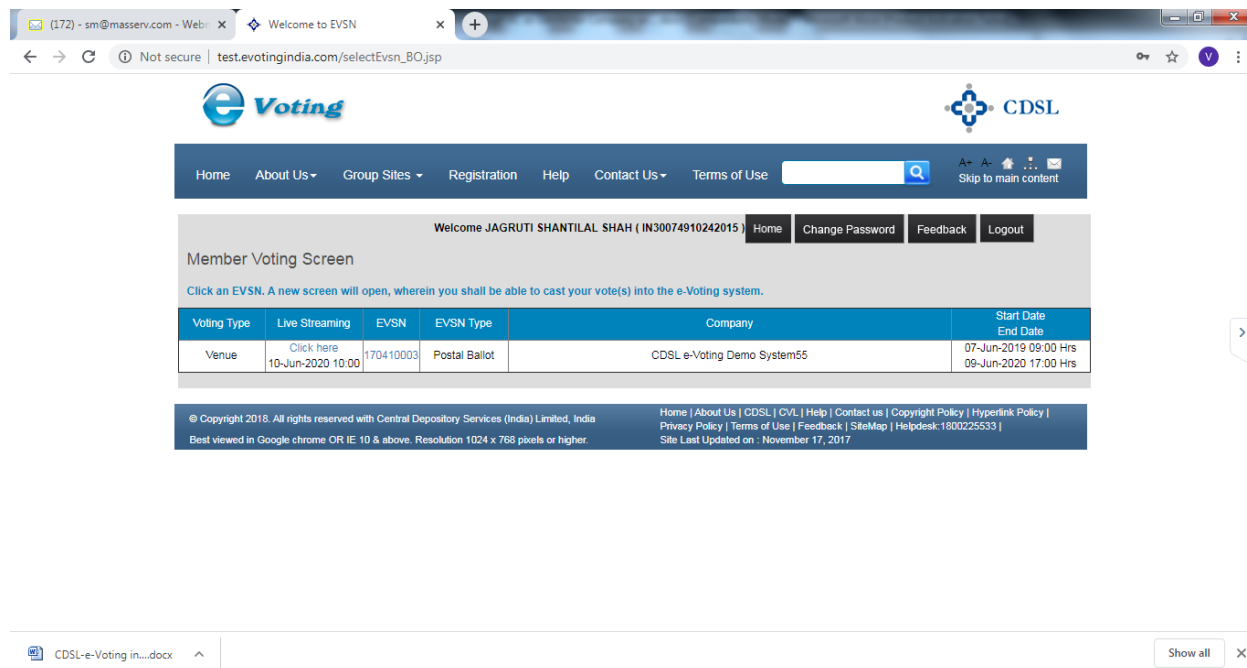 (172) - sm@masserv.com - Webr
Welcome to EVSN
Not secure | test.evotingindia.com/selectEvsn_BO.jsp
V
e Voting
CDSL
Home About Us Group Sites Registration Help Contact Us Terms of Use
A+ A-
Skip to main content
Welcome JAGRUTI SHANTILAL SHAH ( IN30074910242015 ) Home Change Password Feedback Logout
Member Voting Screen
Click an EVSN. A new screen will open, wherein you shall be able to cast your vote(s) into the e-Voting system.
Voting Type Live Streaming EVSN EVSN Type Company Start Date
End Date
Venue Click here 170410003 Postal Ballot CDSL e-Voting Demo System55 07-Jun-2019 09:00 Hrs
10-Jun-2020 10:00 09-Jun-2020 17:00 Hrs
© Copyright 2018. All rights reserved with Central Depository Services (India) Limited, India
Best viewed in Google chrome OR IE 10 & above. Resolution 1024 x 768 pixels or higher.
Home | About Us | CDSL | CVL | Help | Contact us | Copyright Policy | Hyperlink Policy |
Privacy Policy | Terms of Use | Feedback | SiteMap | Helpdesk:1800225533 |
Site Last Updated on : November 17, 2017
CDSL-e-Voting in....docx
Show all